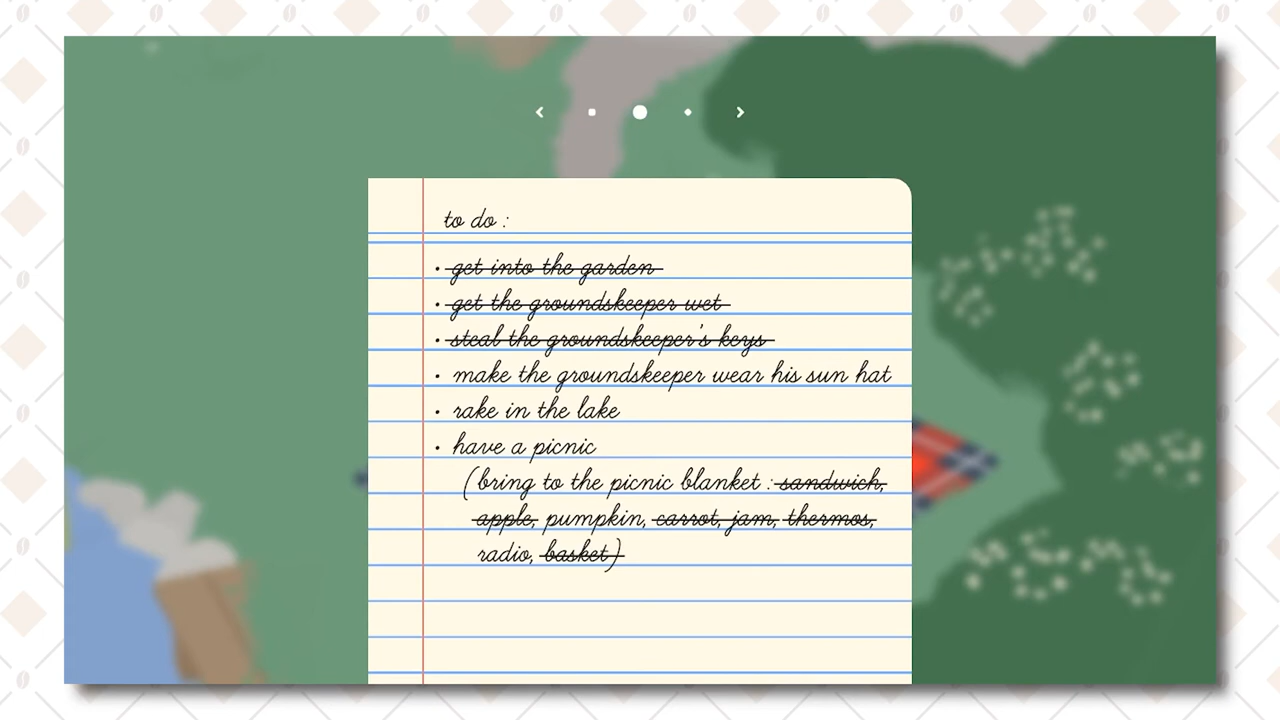 to do :
• get into the garden
• get the groundskeeper wet
• steal the groundskeeper's keys
• make the groundskeeper wear his sun hat
• rake in the lake
• have a picnic
(bring to the picnic blanket : sandwich,
apple, pumpkin, carrot, jam, thermos,
radio, basket)